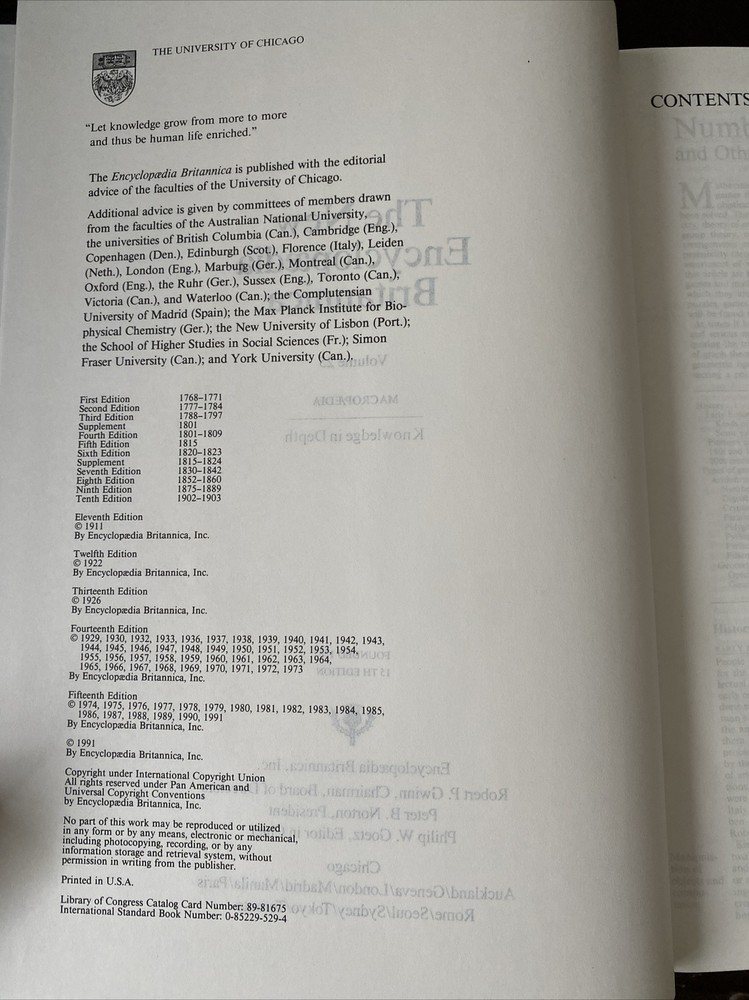 THE UNIVERSITY OF CHICAGO
"Let knowledge grow from more to more
and thus be human life enriched."
The Encyclopædia Britannica is published with the editorial
advice of the faculties of the University of Chicago.
Additional advice is given by committees of members drawn
from the faculties of the Australian National University,
the universities of British Columbia (Can.), Cambridge (Eng.),
Copenhagen (Den.), Edinburgh (Scot.), Florence (Italy), Leiden
(Neth.), London (Eng.), Marburg (Ger.), Montreal (Can.),
Oxford (Eng.), the Ruhr (Ger.), Sussex (Eng.), Toronto (Can.),
Victoria (Can.), and Waterloo (Can.); the Complutensian
University of Madrid (Spain); the Max Planck Institute for Bio-
physical Chemistry (Ger.); the New University of Lisbon (Port.);
the School of Higher Studies in Social Sciences (Fr.); Simon
Fraser University (Can.); and York University (Can.).
First Edition 1768–1771
Second Edition 1777–1784
Third Edition 1788–1797
Supplement 1801
Fourth Edition 1801–1809
Fifth Edition 1815
Sixth Edition 1820–1823
Supplement 1815–1824
Seventh Edition 1830–1842
Eighth Edition 1852–1860
Ninth Edition 1875–1889
Tenth Edition 1902–1903
Eleventh Edition
© 1911
By Encyclopædia Britannica, Inc.
Twelfth Edition
© 1922
By Encyclopædia Britannica, Inc.
Thirteenth Edition
© 1926
By Encyclopædia Britannica, Inc.
Fourteenth Edition
© 1929, 1930, 1932, 1933, 1936, 1937, 1938, 1939, 1940, 1941, 1942, 1943,
1944, 1945, 1946, 1947, 1948, 1949, 1950, 1951, 1952, 1953, 1954,
1955, 1956, 1957, 1958, 1959, 1960, 1961, 1962, 1963, 1964,
1965, 1966, 1967, 1968, 1969, 1970, 1971, 1972, 1973
By Encyclopædia Britannica, Inc.
Fifteenth Edition
© 1974, 1975, 1976, 1977, 1978, 1979, 1980, 1981, 1982, 1983, 1984, 1985,
1986, 1987, 1988, 1989, 1990, 1991
By Encyclopædia Britannica, Inc.
© 1991
By Encyclopædia Britannica, Inc.
Copyright under International Copyright Union
All rights reserved under Pan American and
Universal Copyright Conventions
by Encyclopædia Britannica, Inc.
No part of this work may be reproduced or utilized
in any form or by any means, electronic or mechanical,
including photocopying, recording, or by any
information storage and retrieval system, without
permission in writing from the publisher.
Printed in U.S.A.
Library of Congress Catalog Card Number: 89-81675
International Standard Book Number: 0-85229-529-4
CONTENTS